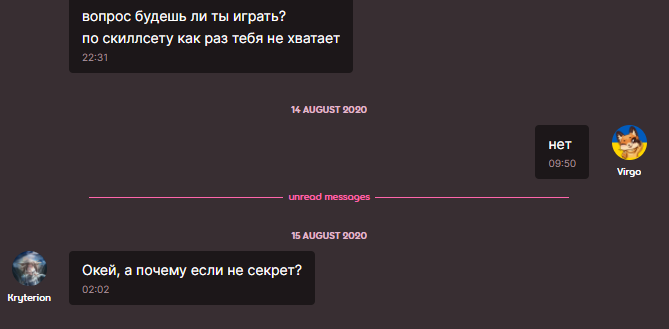 вопрос будешь ли ты играть?
по скиллсету как раз тебя не хватает
22:31
14 AUGUST 2020
нет
09:50
Virgo
unread messages
15 AUGUST 2020
Окей, а почему если не секрет?
02:02
Kryterion